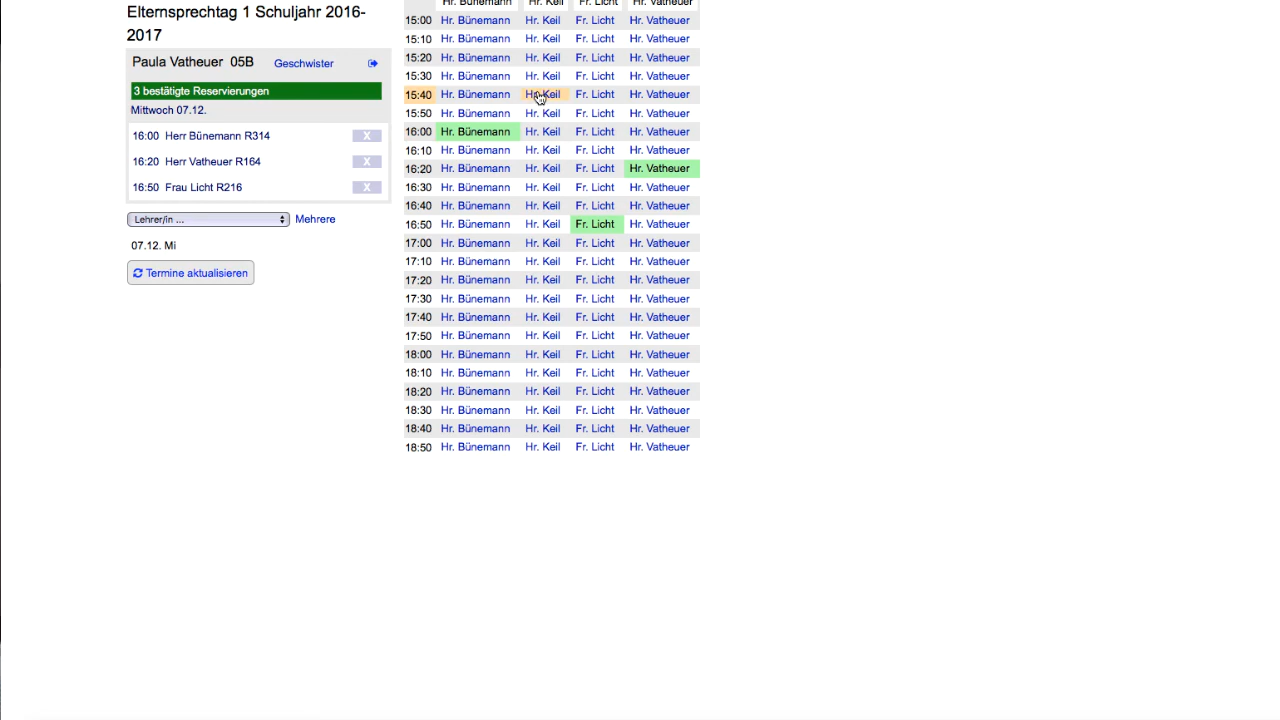 Elternsprechtag 1 Schuljahr 2016-
2017
Paula Vatheuer 05B Geschwister
3 bestätigte Reservierungen
Mittwoch 07.12.
16:00 Herr Bünemann R314 X
16:20 Herr Vatheuer R164 X
16:50 Frau Licht R216 X
Lehrer/in ... Mehrere
07.12. Mi
Termine aktualisieren
Hr. Bünemann Hr. Keil Fr. Licht Hr. Vatheuer
15:00 Hr. Bünemann Hr. Keil Fr. Licht Hr. Vatheuer
15:10 Hr. Bünemann Hr. Keil Fr. Licht Hr. Vatheuer
15:20 Hr. Bünemann Hr. Keil Fr. Licht Hr. Vatheuer
15:30 Hr. Bünemann Hr. Keil Fr. Licht Hr. Vatheuer
15:40 Hr. Bünemann Hr. Keil Fr. Licht Hr. Vatheuer
15:50 Hr. Bünemann Hr. Keil Fr. Licht Hr. Vatheuer
16:00 Hr. Bünemann Hr. Keil Fr. Licht Hr. Vatheuer
16:10 Hr. Bünemann Hr. Keil Fr. Licht Hr. Vatheuer
16:20 Hr. Bünemann Hr. Keil Fr. Licht Hr. Vatheuer
16:30 Hr. Bünemann Hr. Keil Fr. Licht Hr. Vatheuer
16:40 Hr. Bünemann Hr. Keil Fr. Licht Hr. Vatheuer
16:50 Hr. Bünemann Hr. Keil Fr. Licht Hr. Vatheuer
17:00 Hr. Bünemann Hr. Keil Fr. Licht Hr. Vatheuer
17:10 Hr. Bünemann Hr. Keil Fr. Licht Hr. Vatheuer
17:20 Hr. Bünemann Hr. Keil Fr. Licht Hr. Vatheuer
17:30 Hr. Bünemann Hr. Keil Fr. Licht Hr. Vatheuer
17:40 Hr. Bünemann Hr. Keil Fr. Licht Hr. Vatheuer
17:50 Hr. Bünemann Hr. Keil Fr. Licht Hr. Vatheuer
18:00 Hr. Bünemann Hr. Keil Fr. Licht Hr. Vatheuer
18:10 Hr. Bünemann Hr. Keil Fr. Licht Hr. Vatheuer
18:20 Hr. Bünemann Hr. Keil Fr. Licht Hr. Vatheuer
18:30 Hr. Bünemann Hr. Keil Fr. Licht Hr. Vatheuer
18:40 Hr. Bünemann Hr. Keil Fr. Licht Hr. Vatheuer
18:50 Hr. Bünemann Hr. Keil Fr. Licht Hr. Vatheuer